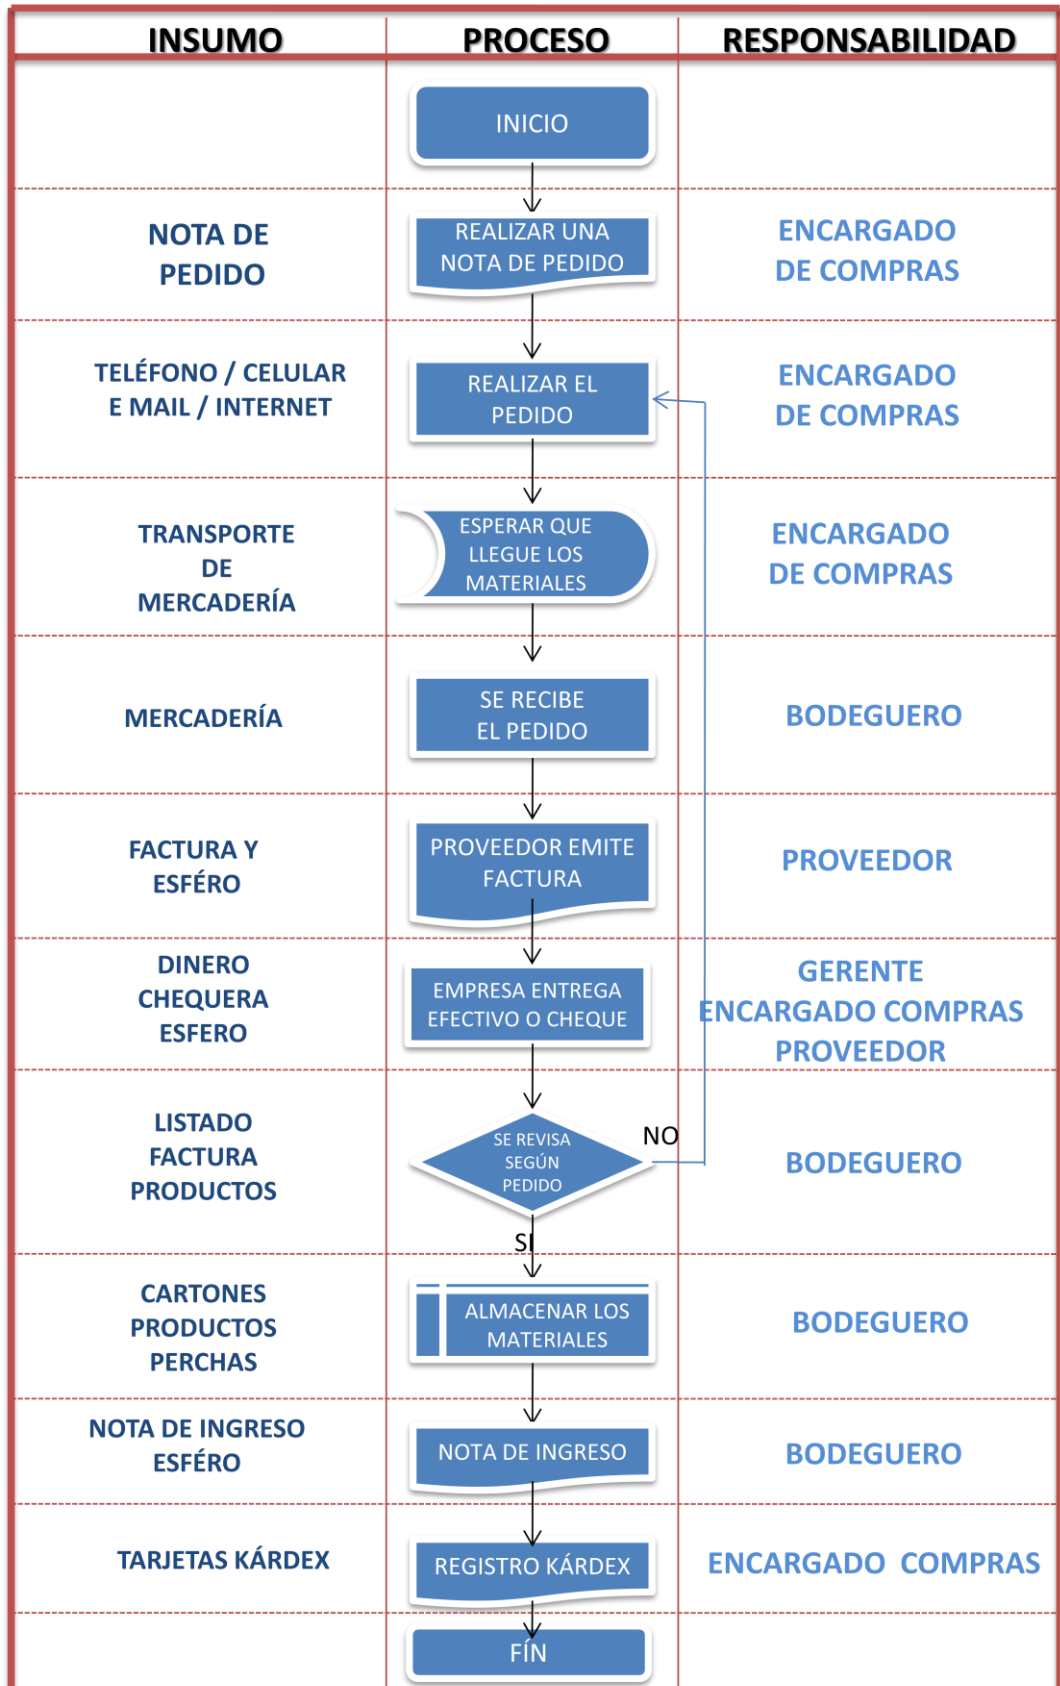 INSUMO
PROCESO
RESPONSABILIDAD
INICIO
NOTA DE
PEDIDO
REALIZAR UNA
NOTA DE PEDIDO
ENCARGADO
DE COMPRAS
TELÉFONO / CELULAR
E MAIL / INTERNET
REALIZAR EL
PEDIDO
ENCARGADO
DE COMPRAS
TRANSPORTE
DE
MERCADERÍA
ESPERAR QUE
LLEGUE LOS
MATERIALES
ENCARGADO
DE COMPRAS
MERCADERÍA
SE RECIBE
EL PEDIDO
BODEGUERO
FACTURA Y
ESFÉRO
PROVEEDOR EMITE
FACTURA
PROVEEDOR
DINERO
CHEQUERA
ESFERO
EMPRESA ENTREGA
EFECTIVO O CHEQUE
GERENTE
ENCARGADO COMPRAS
PROVEEDOR
LISTADO
FACTURA
PRODUCTOS
SE REVISA
SEGÚN
PEDIDO
NO
SI
BODEGUERO
CARTONES
PRODUCTOS
PERCHAS
ALMACENAR LOS
MATERIALES
BODEGUERO
NOTA DE INGRESO
ESFÉRO
NOTA DE INGRESO
BODEGUERO
TARJETAS KÁRDEX
REGISTRO KÁRDEX
ENCARGADO COMPRAS
FÍN